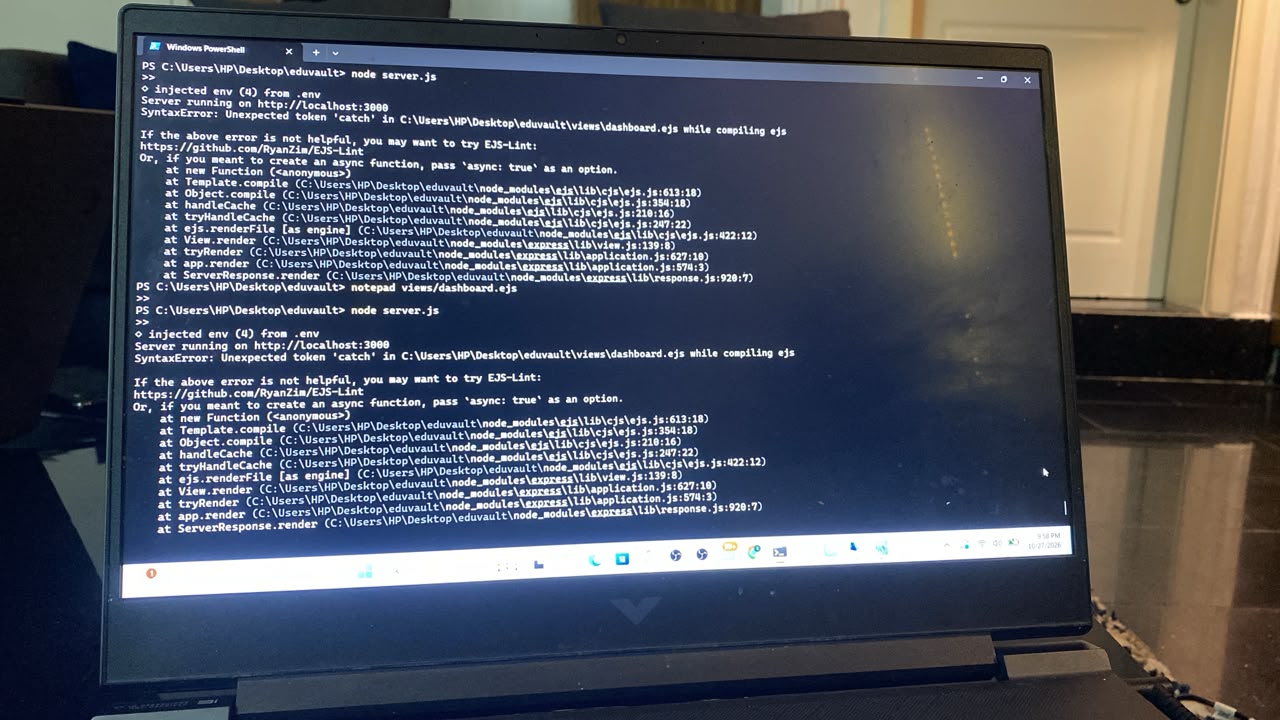 Windows PowerShell
PS C:\Users\HP\Desktop\eduvault> node server.js
>>
◇ injected env (4) from .env
Server running on http://localhost:3000
SyntaxError: Unexpected token 'catch' in C:\Users\HP\Desktop\eduvault\views\dashboard.ejs while compiling ejs
If the above error is not helpful, you may want to try EJS-Lint:
https://github.com/RyanZim/EJS-Lint
Or, if you meant to create an async function, pass `async: true` as an option.
at new Function (<anonymous>)
at Template.compile (C:\Users\HP\Desktop\eduvault\node_modules\ejs\lib\cjs\ejs.js:613:18)
at Object.compile (C:\Users\HP\Desktop\eduvault\node_modules\ejs\lib\cjs\ejs.js:354:18)
at handleCache (C:\Users\HP\Desktop\eduvault\node_modules\ejs\lib\cjs\ejs.js:210:16)
at tryHandleCache (C:\Users\HP\Desktop\eduvault\node_modules\ejs\lib\cjs\ejs.js:247:22)
at ejs.renderFile [as engine] (C:\Users\HP\Desktop\eduvault\node_modules\ejs\lib\cjs\ejs.js:422:12)
at View.render (C:\Users\HP\Desktop\eduvault\node_modules\express\lib\view.js:139:8)
at tryRender (C:\Users\HP\Desktop\eduvault\node_modules\express\lib\application.js:627:10)
at app.render (C:\Users\HP\Desktop\eduvault\node_modules\express\lib\application.js:574:3)
at ServerResponse.render (C:\Users\HP\Desktop\eduvault\node_modules\express\lib\response.js:920:7)
PS C:\Users\HP\Desktop\eduvault> notepad views/dashboard.ejs
>>
PS C:\Users\HP\Desktop\eduvault> node server.js
>>
◇ injected env (4) from .env
Server running on http://localhost:3000
SyntaxError: Unexpected token 'catch' in C:\Users\HP\Desktop\eduvault\views\dashboard.ejs while compiling ejs
If the above error is not helpful, you may want to try EJS-Lint:
https://github.com/RyanZim/EJS-Lint
Or, if you meant to create an async function, pass `async: true` as an option.
at new Function (<anonymous>)
at Template.compile (C:\Users\HP\Desktop\eduvault\node_modules\ejs\lib\cjs\ejs.js:613:18)
at Object.compile (C:\Users\HP\Desktop\eduvault\node_modules\ejs\lib\cjs\ejs.js:354:18)
at handleCache (C:\Users\HP\Desktop\eduvault\node_modules\ejs\lib\cjs\ejs.js:210:16)
at tryHandleCache (C:\Users\HP\Desktop\eduvault\node_modules\ejs\lib\cjs\ejs.js:247:22)
at ejs.renderFile [as engine] (C:\Users\HP\Desktop\eduvault\node_modules\ejs\lib\cjs\ejs.js:422:12)
at View.render (C:\Users\HP\Desktop\eduvault\node_modules\express\lib\view.js:139:8)
at tryRender (C:\Users\HP\Desktop\eduvault\node_modules\express\lib\application.js:627:10)
at app.render (C:\Users\HP\Desktop\eduvault\node_modules\express\lib\application.js:574:3)
at ServerResponse.render (C:\Users\HP\Desktop\eduvault\node_modules\express\lib\response.js:920:7)
1
9:58 PM
10/27/2026